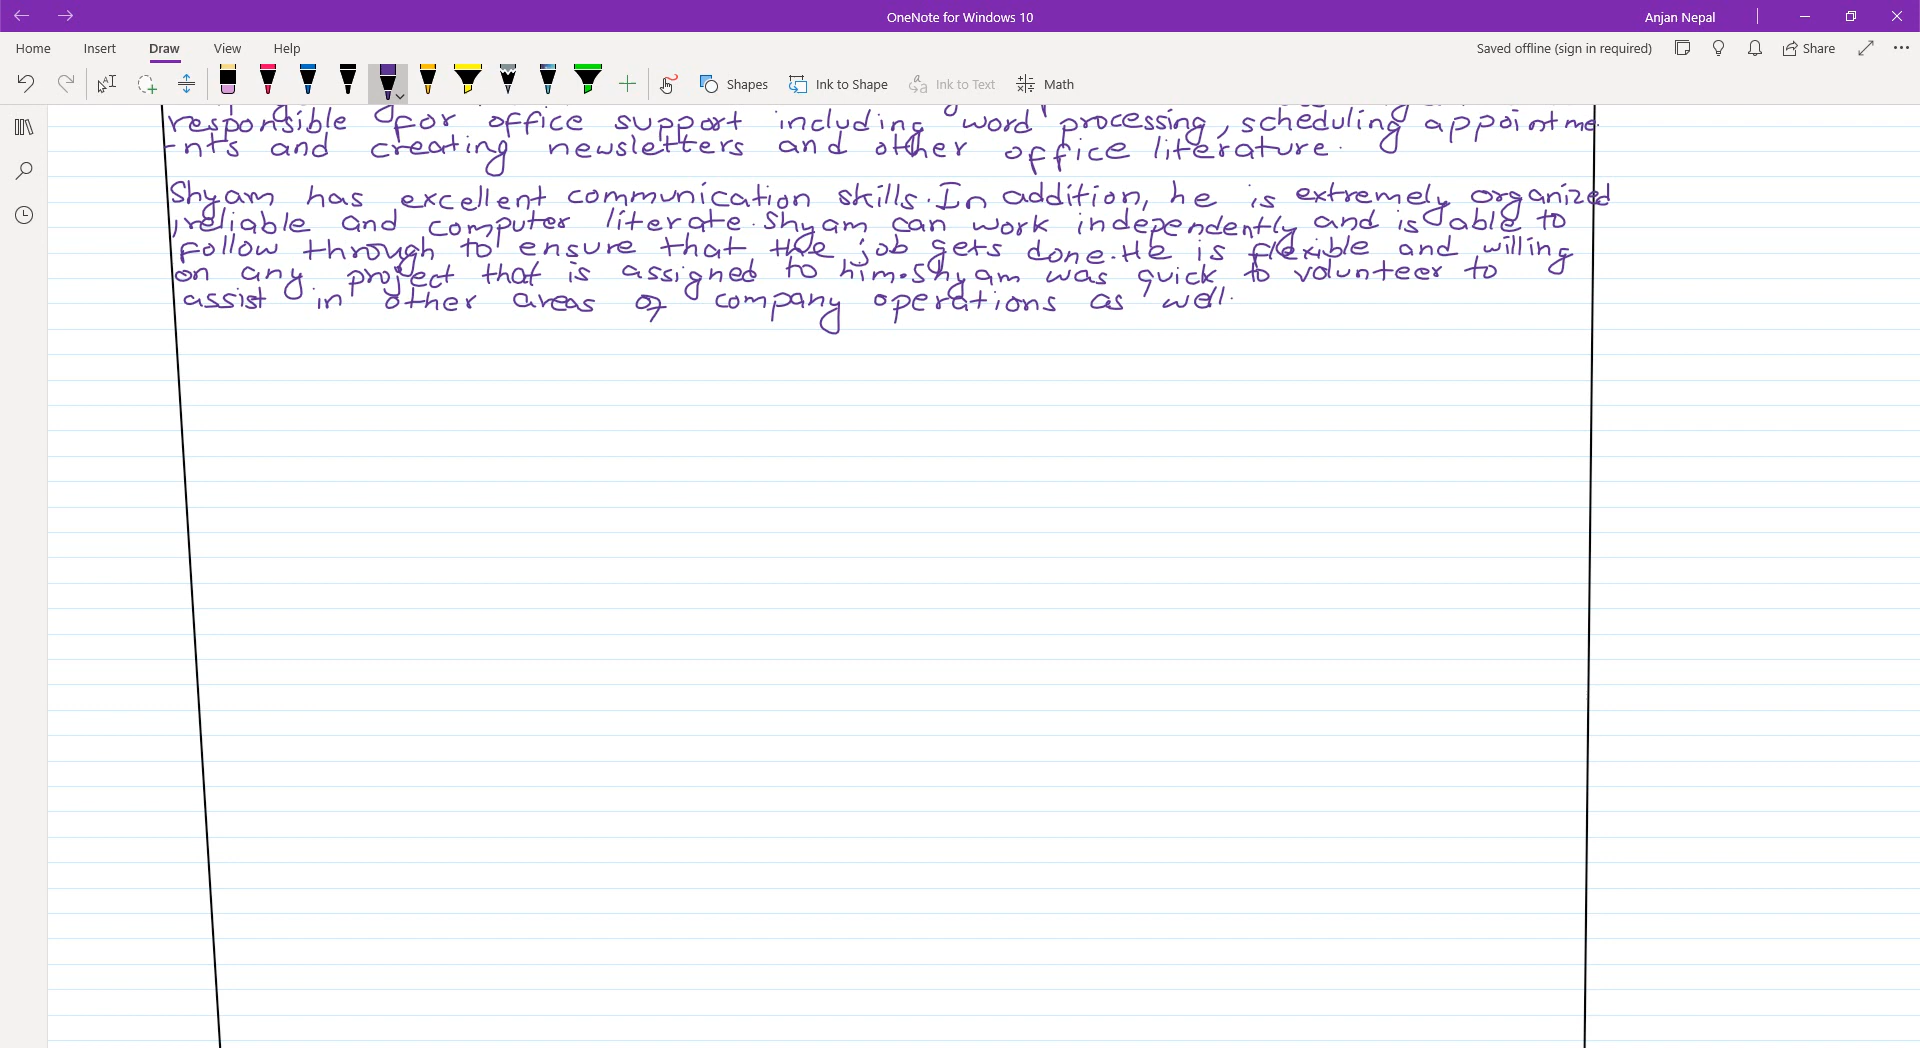 OneNote for Windows 10
Anjan Nepal
Home Insert Draw View Help
Saved offline (sign in required) Share
Shapes Ink to Shape Ink to Text Math
responsible for office support including word processing, scheduling appointme
-nts and creating newsletters and other office literature.
Shyam has excellent communication skills. In addition, he is extremely organized
,reliable and computer literate. Shyam can work independently and is able to
follow through to ensure that the job gets done. He is flexible and willing
on any project that is assigned to him. Shyam was quick to volunteer to
assist in other areas of company operations as well.